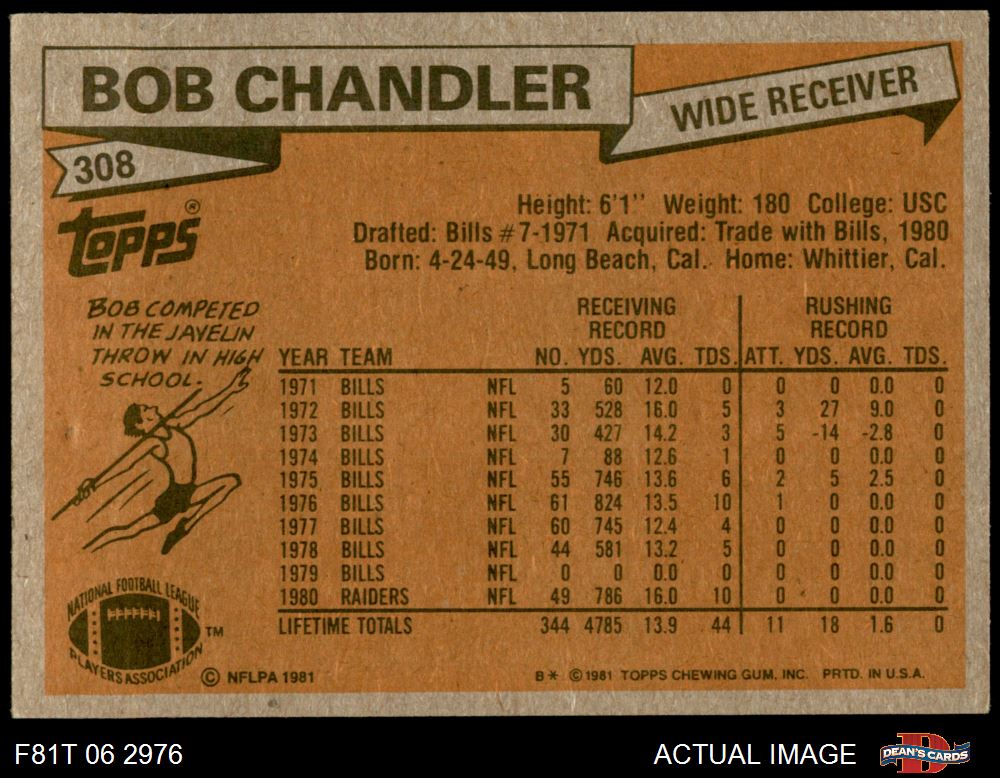 BOB CHANDLER
WIDE RECEIVER
308
TOPPS®
Height: 6'1'' Weight: 180 College: USC
Drafted: Bills #7-1971 Acquired: Trade with Bills, 1980
Born: 4-24-49, Long Beach, Cal. Home: Whittier, Cal.
BOB COMPETED
IN THE JAVELIN
THROW IN HIGH
SCHOOL.
RECEIVING RECORD RUSHING RECORD
YEAR TEAM NO. YDS. AVG. TDS. ATT. YDS. AVG. TDS.
1971 BILLS NFL 5 60 12.0 0 0 0 0.0 0
1972 BILLS NFL 33 528 16.0 5 3 27 9.0 0
1973 BILLS NFL 30 427 14.2 3 5 -14 -2.8 0
1974 BILLS NFL 7 88 12.6 1 0 0 0.0 0
1975 BILLS NFL 55 746 13.6 6 2 5 2.5 0
1976 BILLS NFL 61 824 13.5 10 1 0 0.0 0
1977 BILLS NFL 60 745 12.4 4 0 0 0.0 0
1978 BILLS NFL 44 581 13.2 5 0 0 0.0 0
1979 BILLS NFL 0 0 0.0 0 0 0 0.0 0
1980 RAIDERS NFL 49 786 16.0 10 0 0 0.0 0
LIFETIME TOTALS 344 4785 13.9 44 11 18 1.6 0
NATIONAL FOOTBALL LEAGUE
PLAYERS ASSOCIATION
TM
© NFLPA 1981
B* ©1981 TOPPS CHEWING GUM, INC. PRTD. IN U.S.A.
F81T 06 2976
ACTUAL IMAGE
D
DEAN'S CARDS